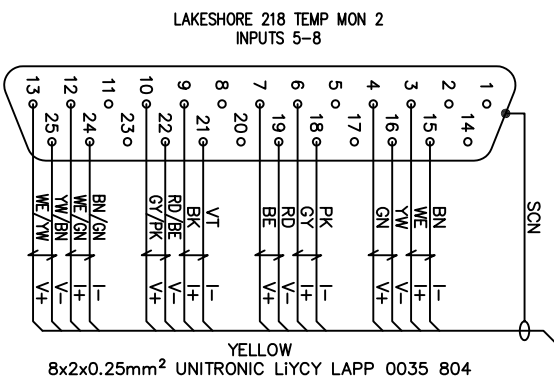 LAKESHORE 218 TEMP MON 2
INPUTS 5-8
13 12 11 10 9 8 7 6 5 4 3 2 1
25 24 23 22 21 20 19 18 17 16 15 14
WE/YW YW/BN WE/GN BN/GN GY/PK RD/BE BK VT BE RD GY PK GN YW WE BN SCN
V+ V- I+ I- V+ V- I+ I- V+ V- I+ I- V+ V- I+ I-
YELLOW
8x2x0.25mm² UNITRONIC LiYCY LAPP 0035 804